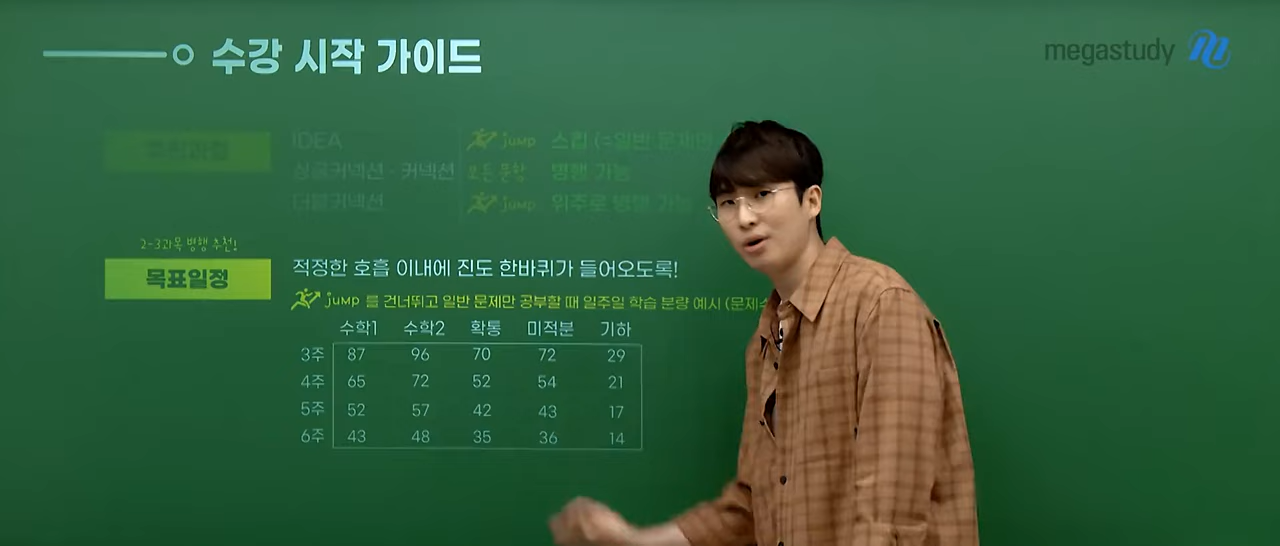 수강 시작 가이드
megastudy
IDEA jump 스킵 (=일반 문제만
싱글커넥션 - 커넥션 모든 문항 병행 가능
더블커넥션 jump 위주로 병행 가능
2-3과목 병행 추천!
목표일정 적정한 호흡 이내에 진도 한바퀴가 들어오도록!
jump 를 건너뛰고 일반 문제만 공부할 때 일주일 학습 분량 예시 (문제수
수학1 수학2 확통 미적분 기하
3주 87 96 70 72 29
4주 65 72 52 54 21
5주 52 57 42 43 17
6주 43 48 35 36 14